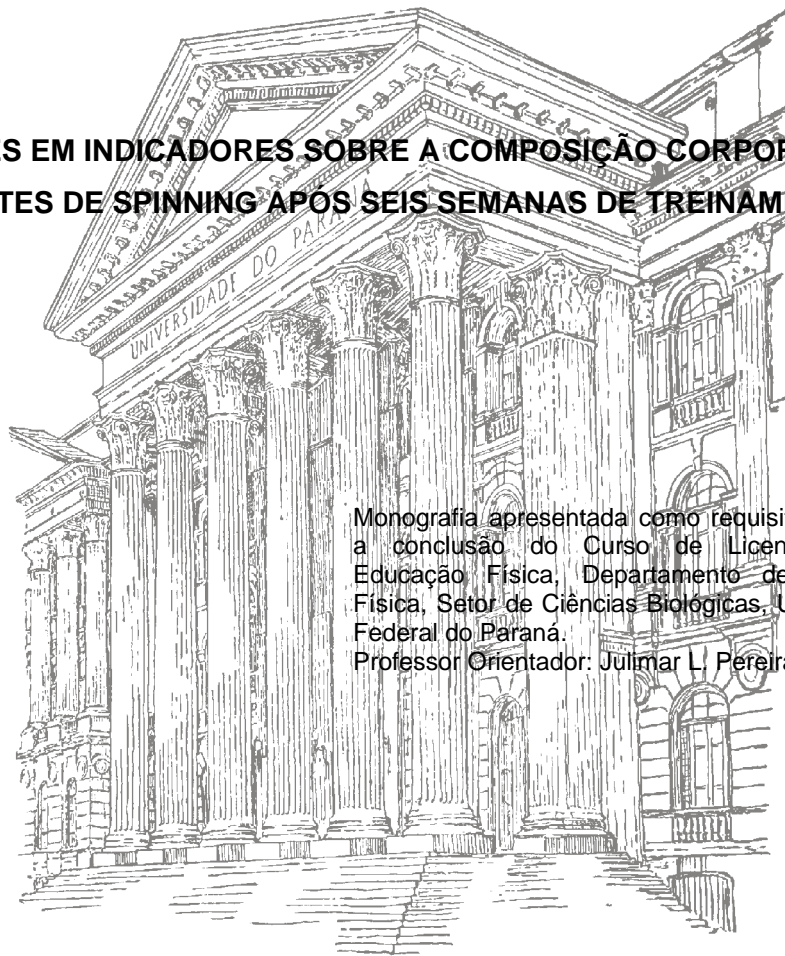 ES EM INDICADORES SOBRE A COMPOSIÇÃO CORPOR
TES DE SPINNING APÓS SEIS SEMANAS DE TREINAM
UNIVERSIDADE DO PARANÁ
Monografia apresentada como requisit
a conclusão do Curso de Licen
Educação Física, Departamento de
Física, Setor de Ciências Biológicas, U
Federal do Paraná.
Professor Orientador: Julimar L. Pereira